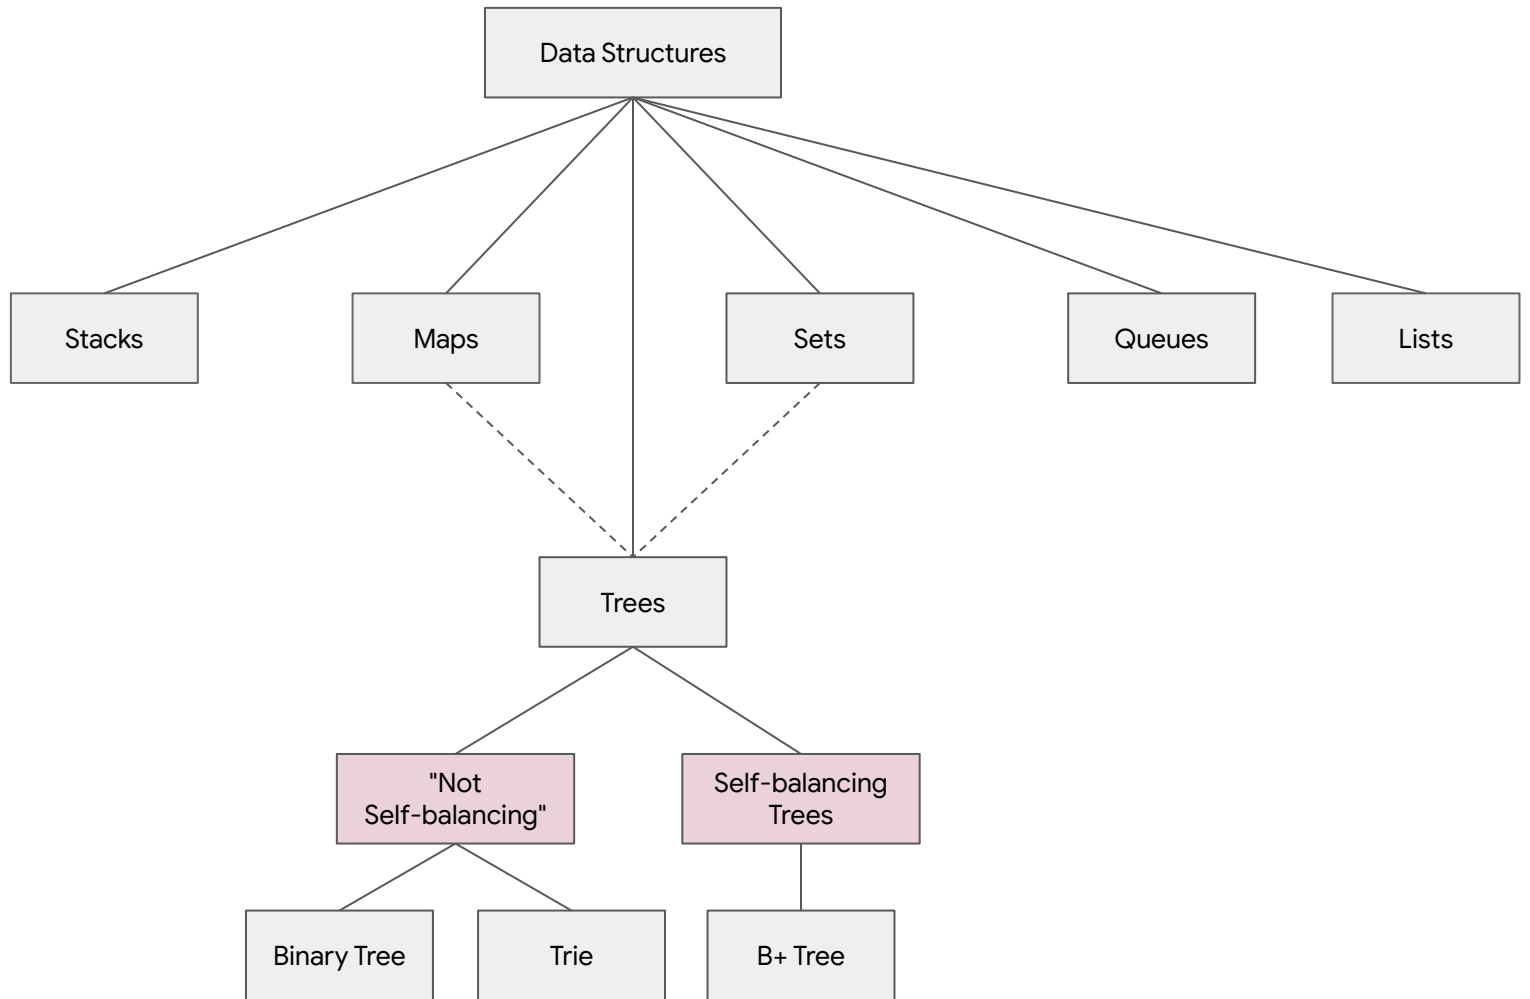 Data Structures
Stacks
Maps
Sets
Queues
Lists
Trees
"Not
Self-balancing"
Self-balancing
Trees
Binary Tree
Trie
B+ Tree